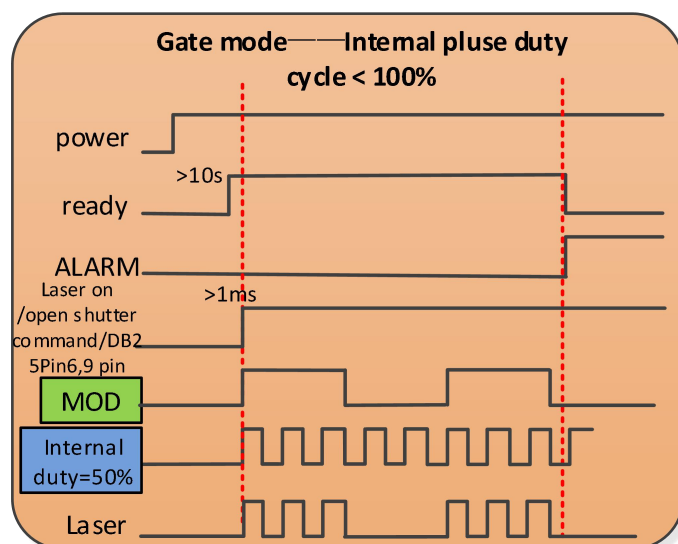 Gate mode——Internal pluse duty
cycle < 100%
power
>10s
ready
ALARM
Laser on
/open shutter
command/DB2
5Pin6,9 pin
>1ms
MOD
Internal
duty=50%
Laser